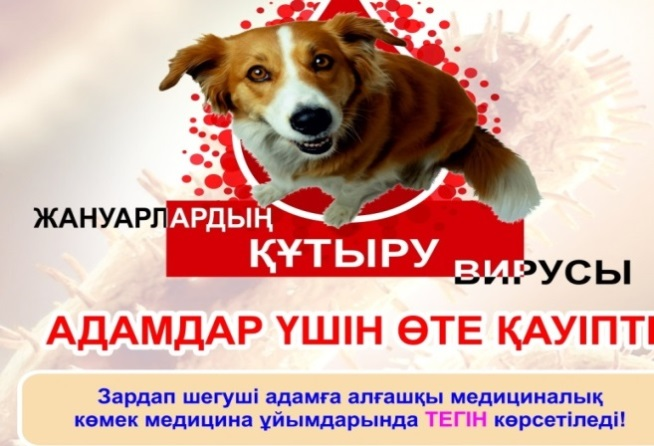 ЖАНУАРЛАРДЫҢ
ҚҰТЫРУ
ВИРУСЫ
АДАМДАР ҮШІН ӨТЕ ҚАУІПТІ
Зардап шегуші адамға алғашқы медициналық
көмек медицина ұйымдарында ТЕГІН көрсетіледі!